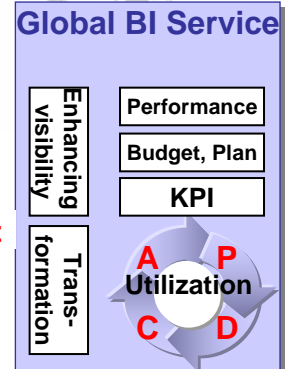 Global BI Service
Enhancing
visibility
Performance
Budget, Plan
KPI
Trans-
formation
A P
Utilization
C D